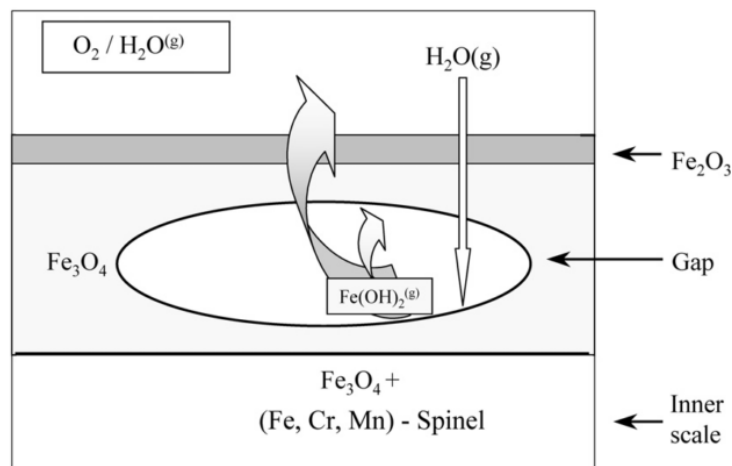 O₂ / H₂O⁽ᵍ⁾
H₂O(g)
Fe₂O₃
Fe₃O₄
Gap
Fe(OH)₂⁽ᵍ⁾
Fe₃O₄ +
(Fe, Cr, Mn) - Spinel
Inner
scale